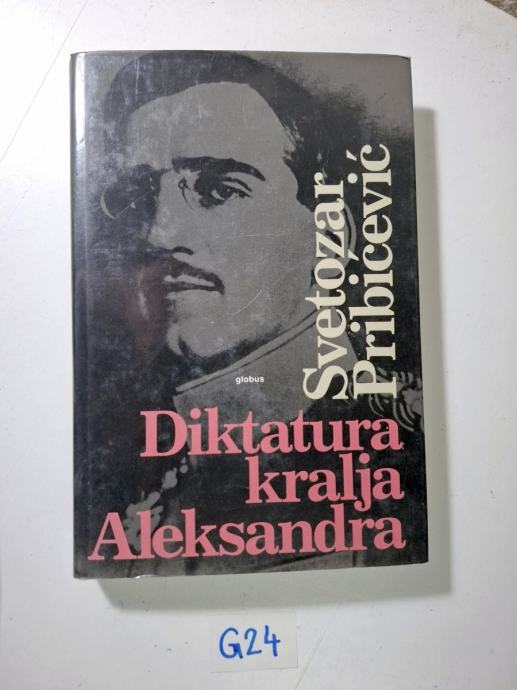 Svetozar
Pribićević
globus
Diktatura
kralja
Aleksandra
G24